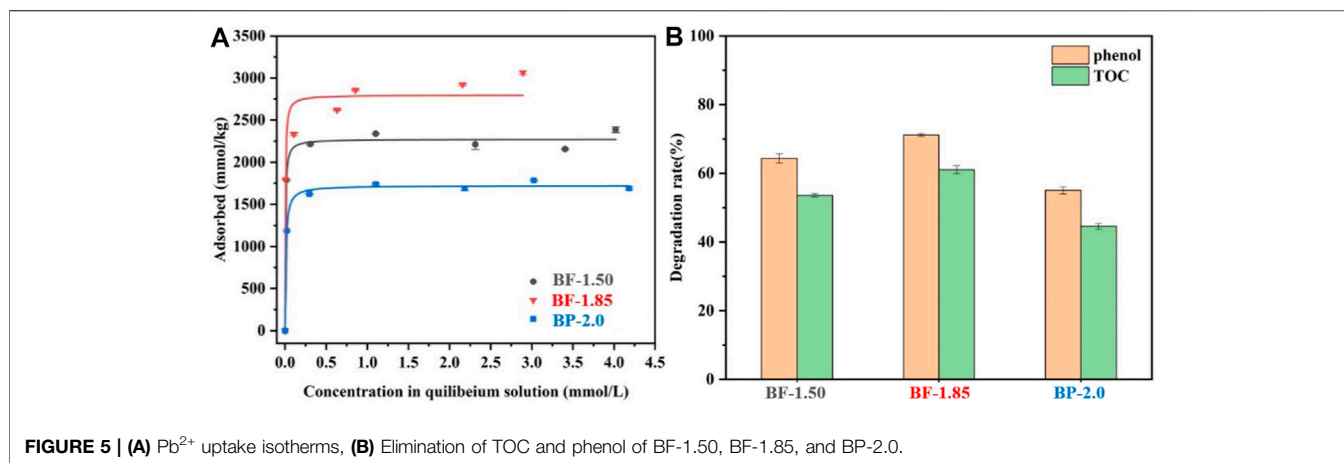 A
Adsorbed (mmol/kg)
3500
3000
2500
2000
1500
1000
500
0
0.0 0.5 1.0 1.5 2.0 2.5 3.0 3.5 4.0 4.5
Concentration in quilibeium solution (mmol/L)
BF-1.50
BF-1.85
BP-2.0
B
Degradation rate(%)
100
80
60
40
20
0
phenol
TOC
BF-1.50 BF-1.85 BP-2.0
FIGURE 5 | (A) Pb²⁺ uptake isotherms, (B) Elimination of TOC and phenol of BF-1.50, BF-1.85, and BP-2.0.